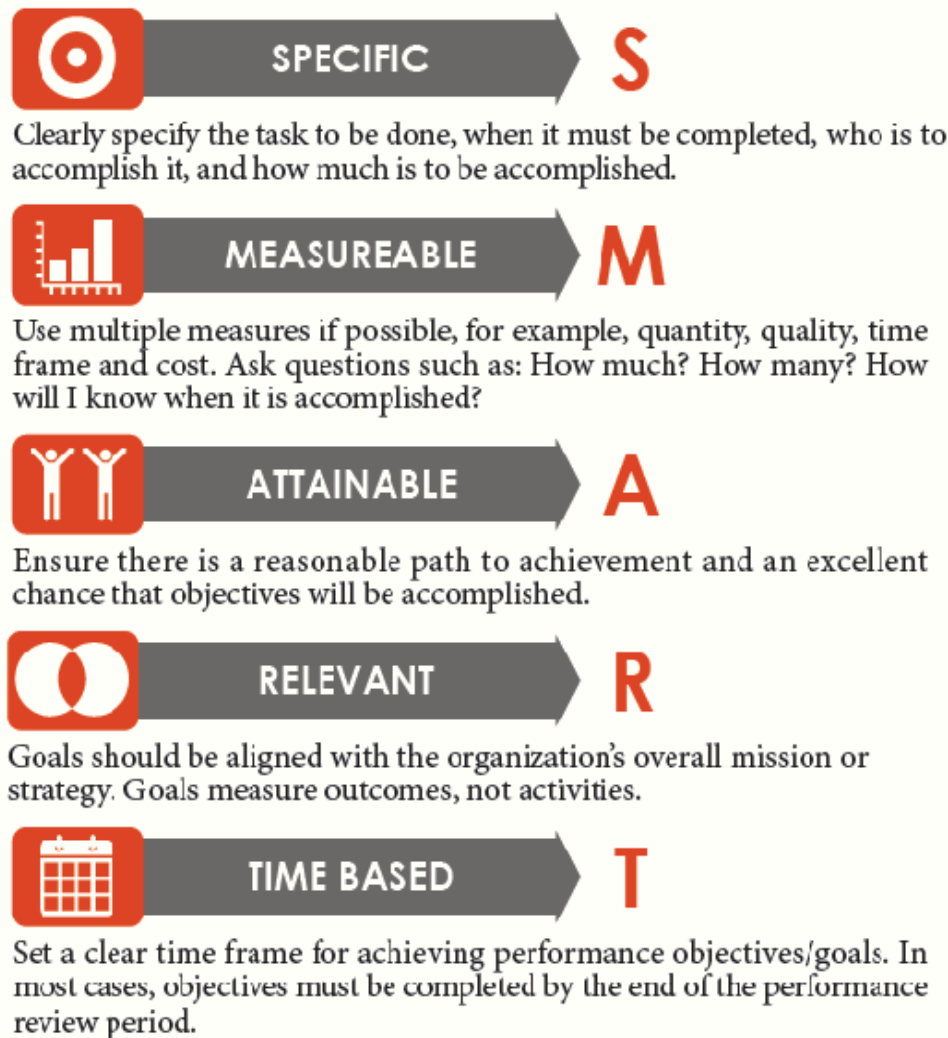 SPECIFIC S
Clearly specify the task to be done, when it must be completed, who is to
accomplish it, and how much is to be accomplished.
MEASUREABLE M
Use multiple measures if possible, for example, quantity, quality, time
frame and cost. Ask questions such as: How much? How many? How
will I know when it is accomplished?
ATTAINABLE A
Ensure there is a reasonable path to achievement and an excellent
chance that objectives will be accomplished.
RELEVANT R
Goals should be aligned with the organization's overall mission or
strategy. Goals measure outcomes, not activities.
TIME BASED T
Set a clear time frame for achieving performance objectives/goals. In
most cases, objectives must be completed by the end of the performance
review period.